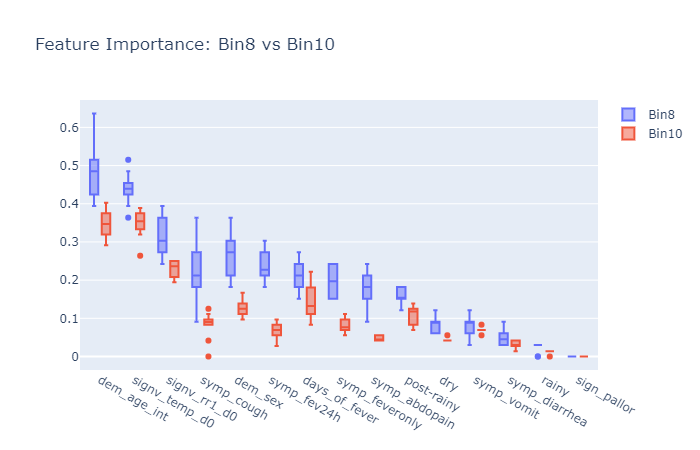 Feature Importance: Bin8 vs Bin10
Bin8
Bin10
0.6
0.5
0.4
0.3
0.2
0.1
0
dem_age_int
signv_temp_d0
signv_rr1_d0
symp_cough
dem_sex
symp_fev24h
days_of_fever
symp_feveronly
symp_abdopain
post-rainy
dry
symp_vomit
symp_diarrhea
rainy
sign_pallor